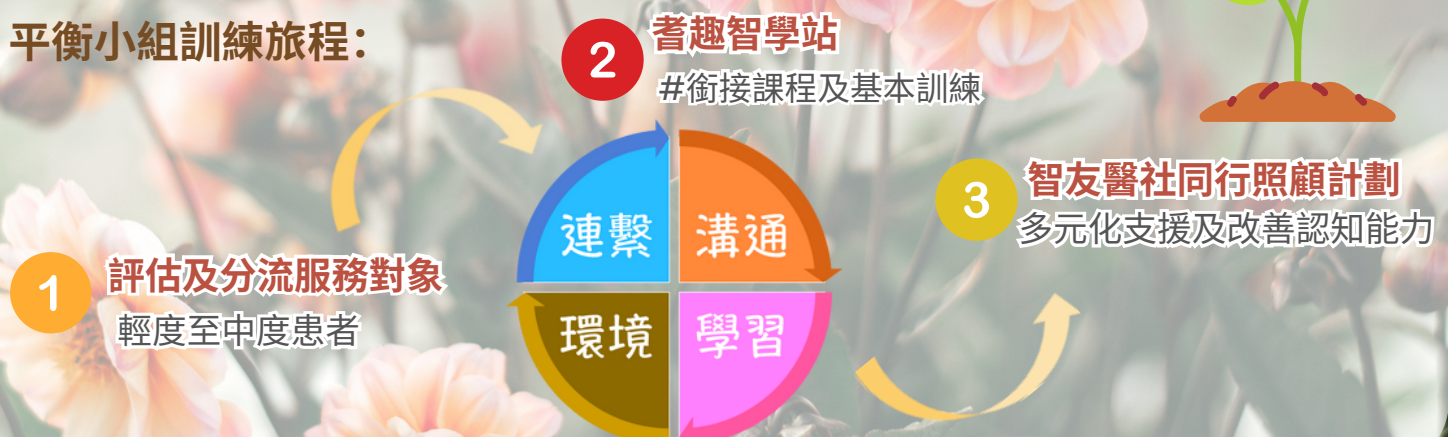 平衡小組訓練旅程：
1
評估及分流服務對象
輕度至中度患者
2
耆趣智學站
#銜接課程及基本訓練
連繫
溝通
環境
學習
3
智友醫社同行照顧計劃
多元化支援及改善認知能力